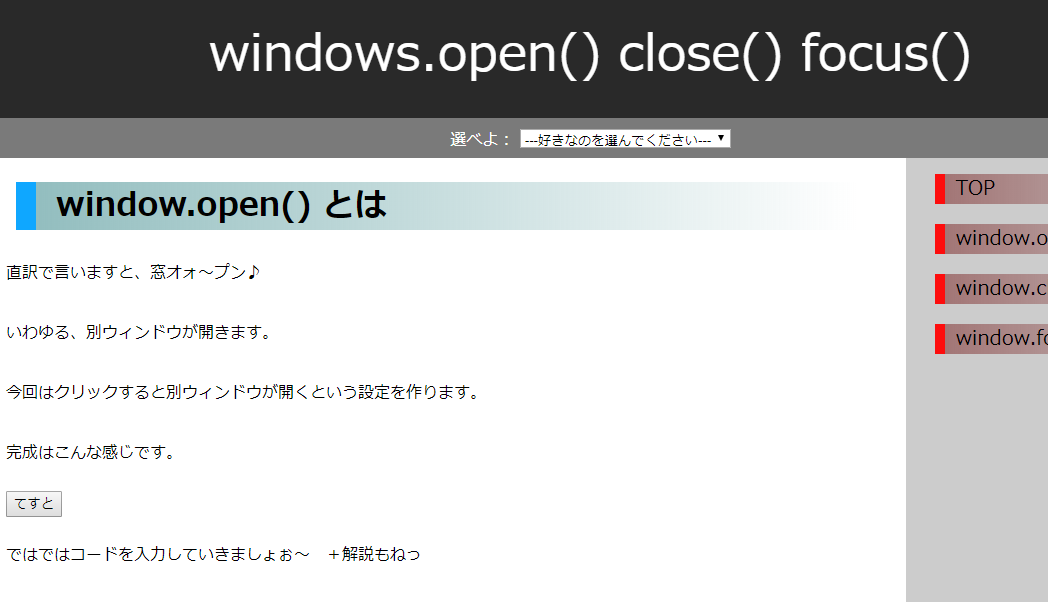 windows.open() close() focus()
選べよ： ---好きなのを選んでください---
window.open() とは
直訳で言いますと、窓オォ～プン♪
いわゆる、別ウィンドウが開きます。
今回はクリックすると別ウィンドウが開くという設定を作ります。
完成はこんな感じです。
てすと
ではではコードを入力していきましょぉ～　＋解説もねっ
TOP
window.o
window.c
window.fo